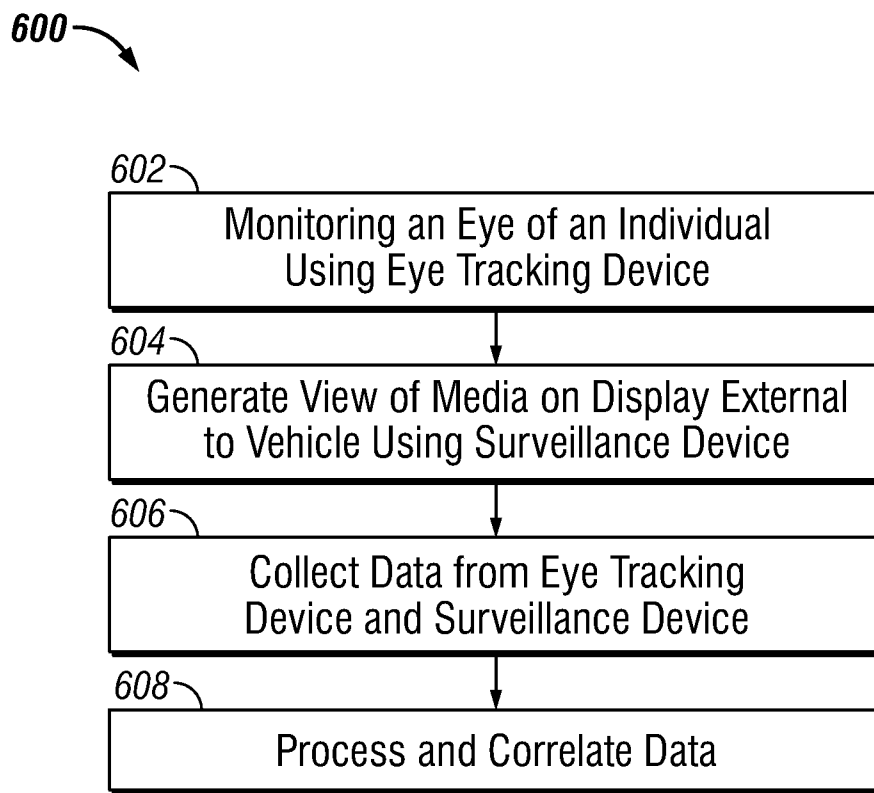 600
602
Monitoring an Eye of an Individual
Using Eye Tracking Device
604
Generate View of Media on Display External
to Vehicle Using Surveillance Device
606
Collect Data from Eye Tracking
Device and Surveillance Device
608
Process and Correlate Data